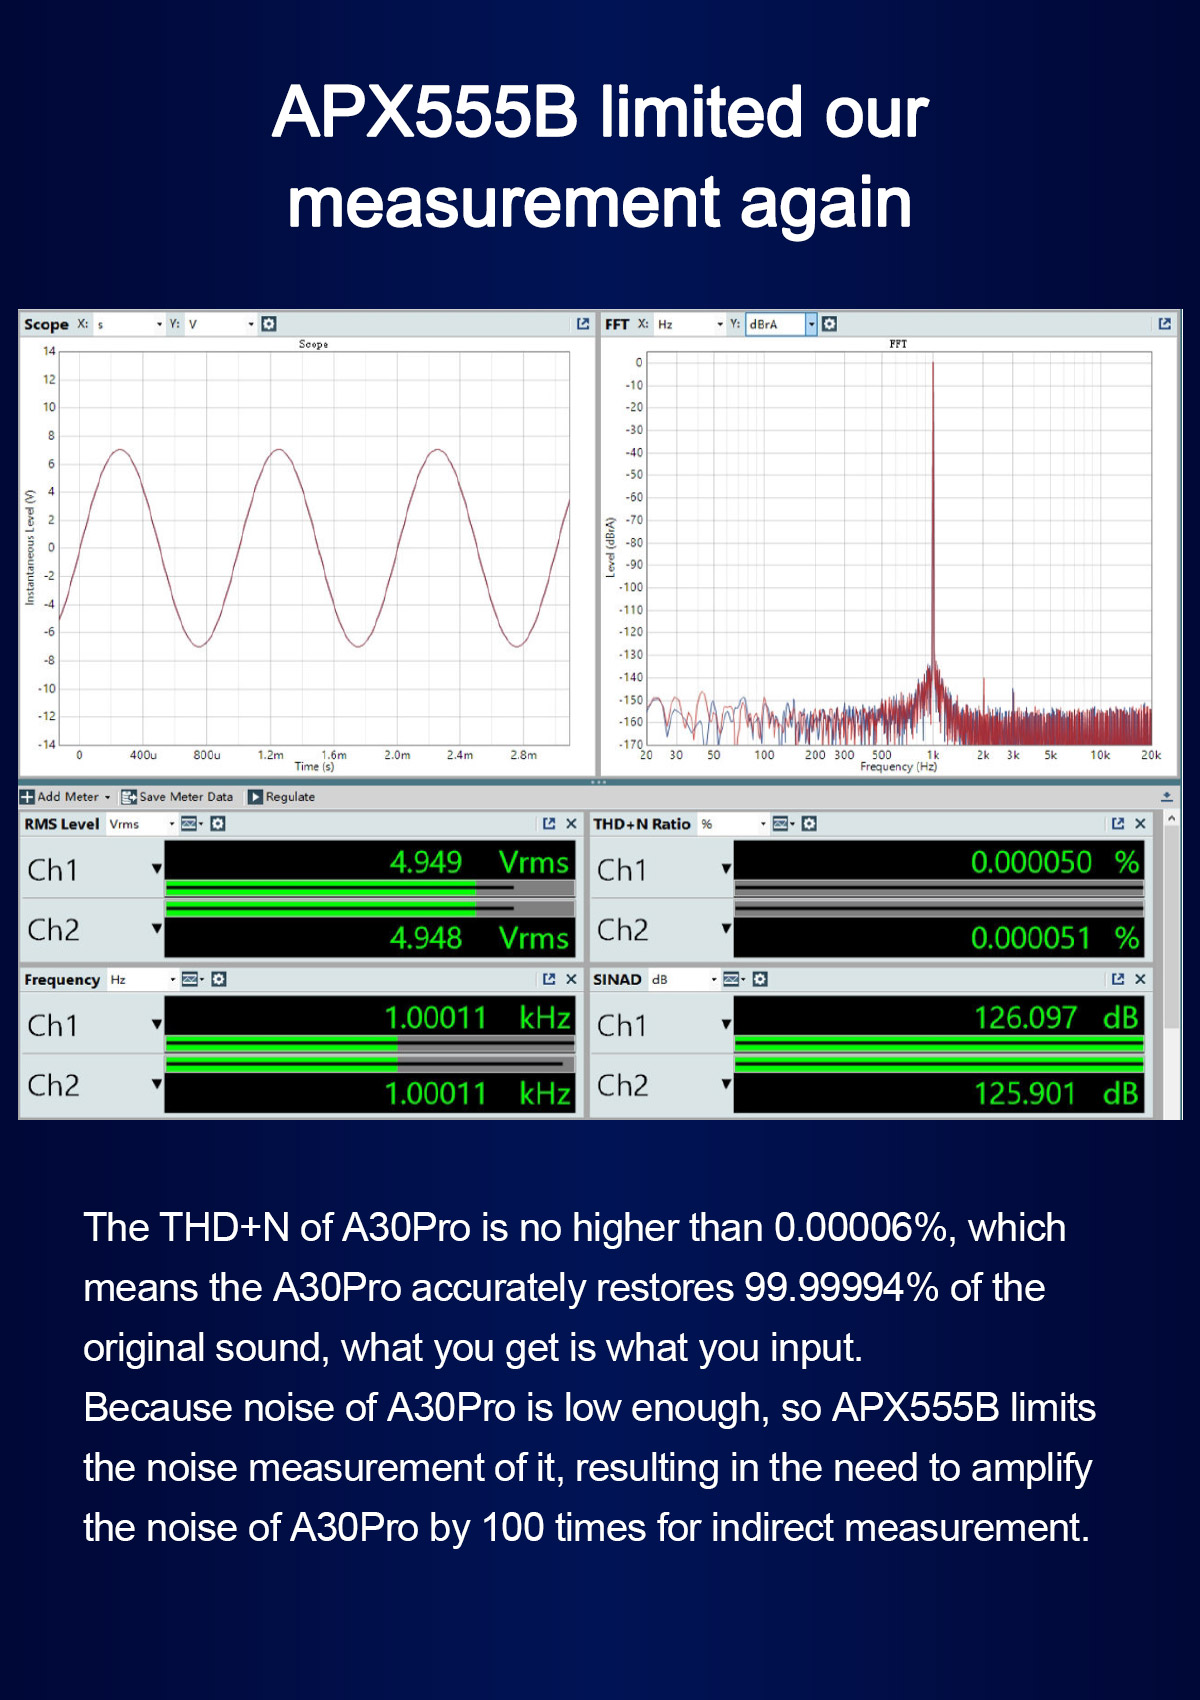 APX555B limited our
measurement again
Scope X: s Y: V
FFT X: Hz Y: dBrA
Scope
FFT
14
12
10
8
6
4
2
0
-2
-4
-6
-8
-10
-12
-14
Instantaneous Level (V)
0 400u 800u 1.2m 1.6m 2.0m 2.4m 2.8m
Time (s)
0
-10
-20
-30
-40
-50
-60
-70
-80
-90
-100
-110
-120
-130
-140
-150
-160
-170
Level (dBrA)
20 30 50 100 200 300 500 1k 2k 3k 5k 10k 20k
Frequency (Hz)
Add Meter Save Meter Data Regulate
RMS Level Vrms
Ch1 4.949 Vrms
Ch2 4.948 Vrms
THD+N Ratio %
Ch1 0.000050 %
Ch2 0.000051 %
Frequency Hz
Ch1 1.00011 kHz
Ch2 1.00011 kHz
SINAD dB
Ch1 126.097 dB
Ch2 125.901 dB
The THD+N of A30Pro is no higher than 0.00006%, which
means the A30Pro accurately restores 99.99994% of the
original sound, what you get is what you input.
Because noise of A30Pro is low enough, so APX555B limits
the noise measurement of it, resulting in the need to amplify
the noise of A30Pro by 100 times for indirect measurement.